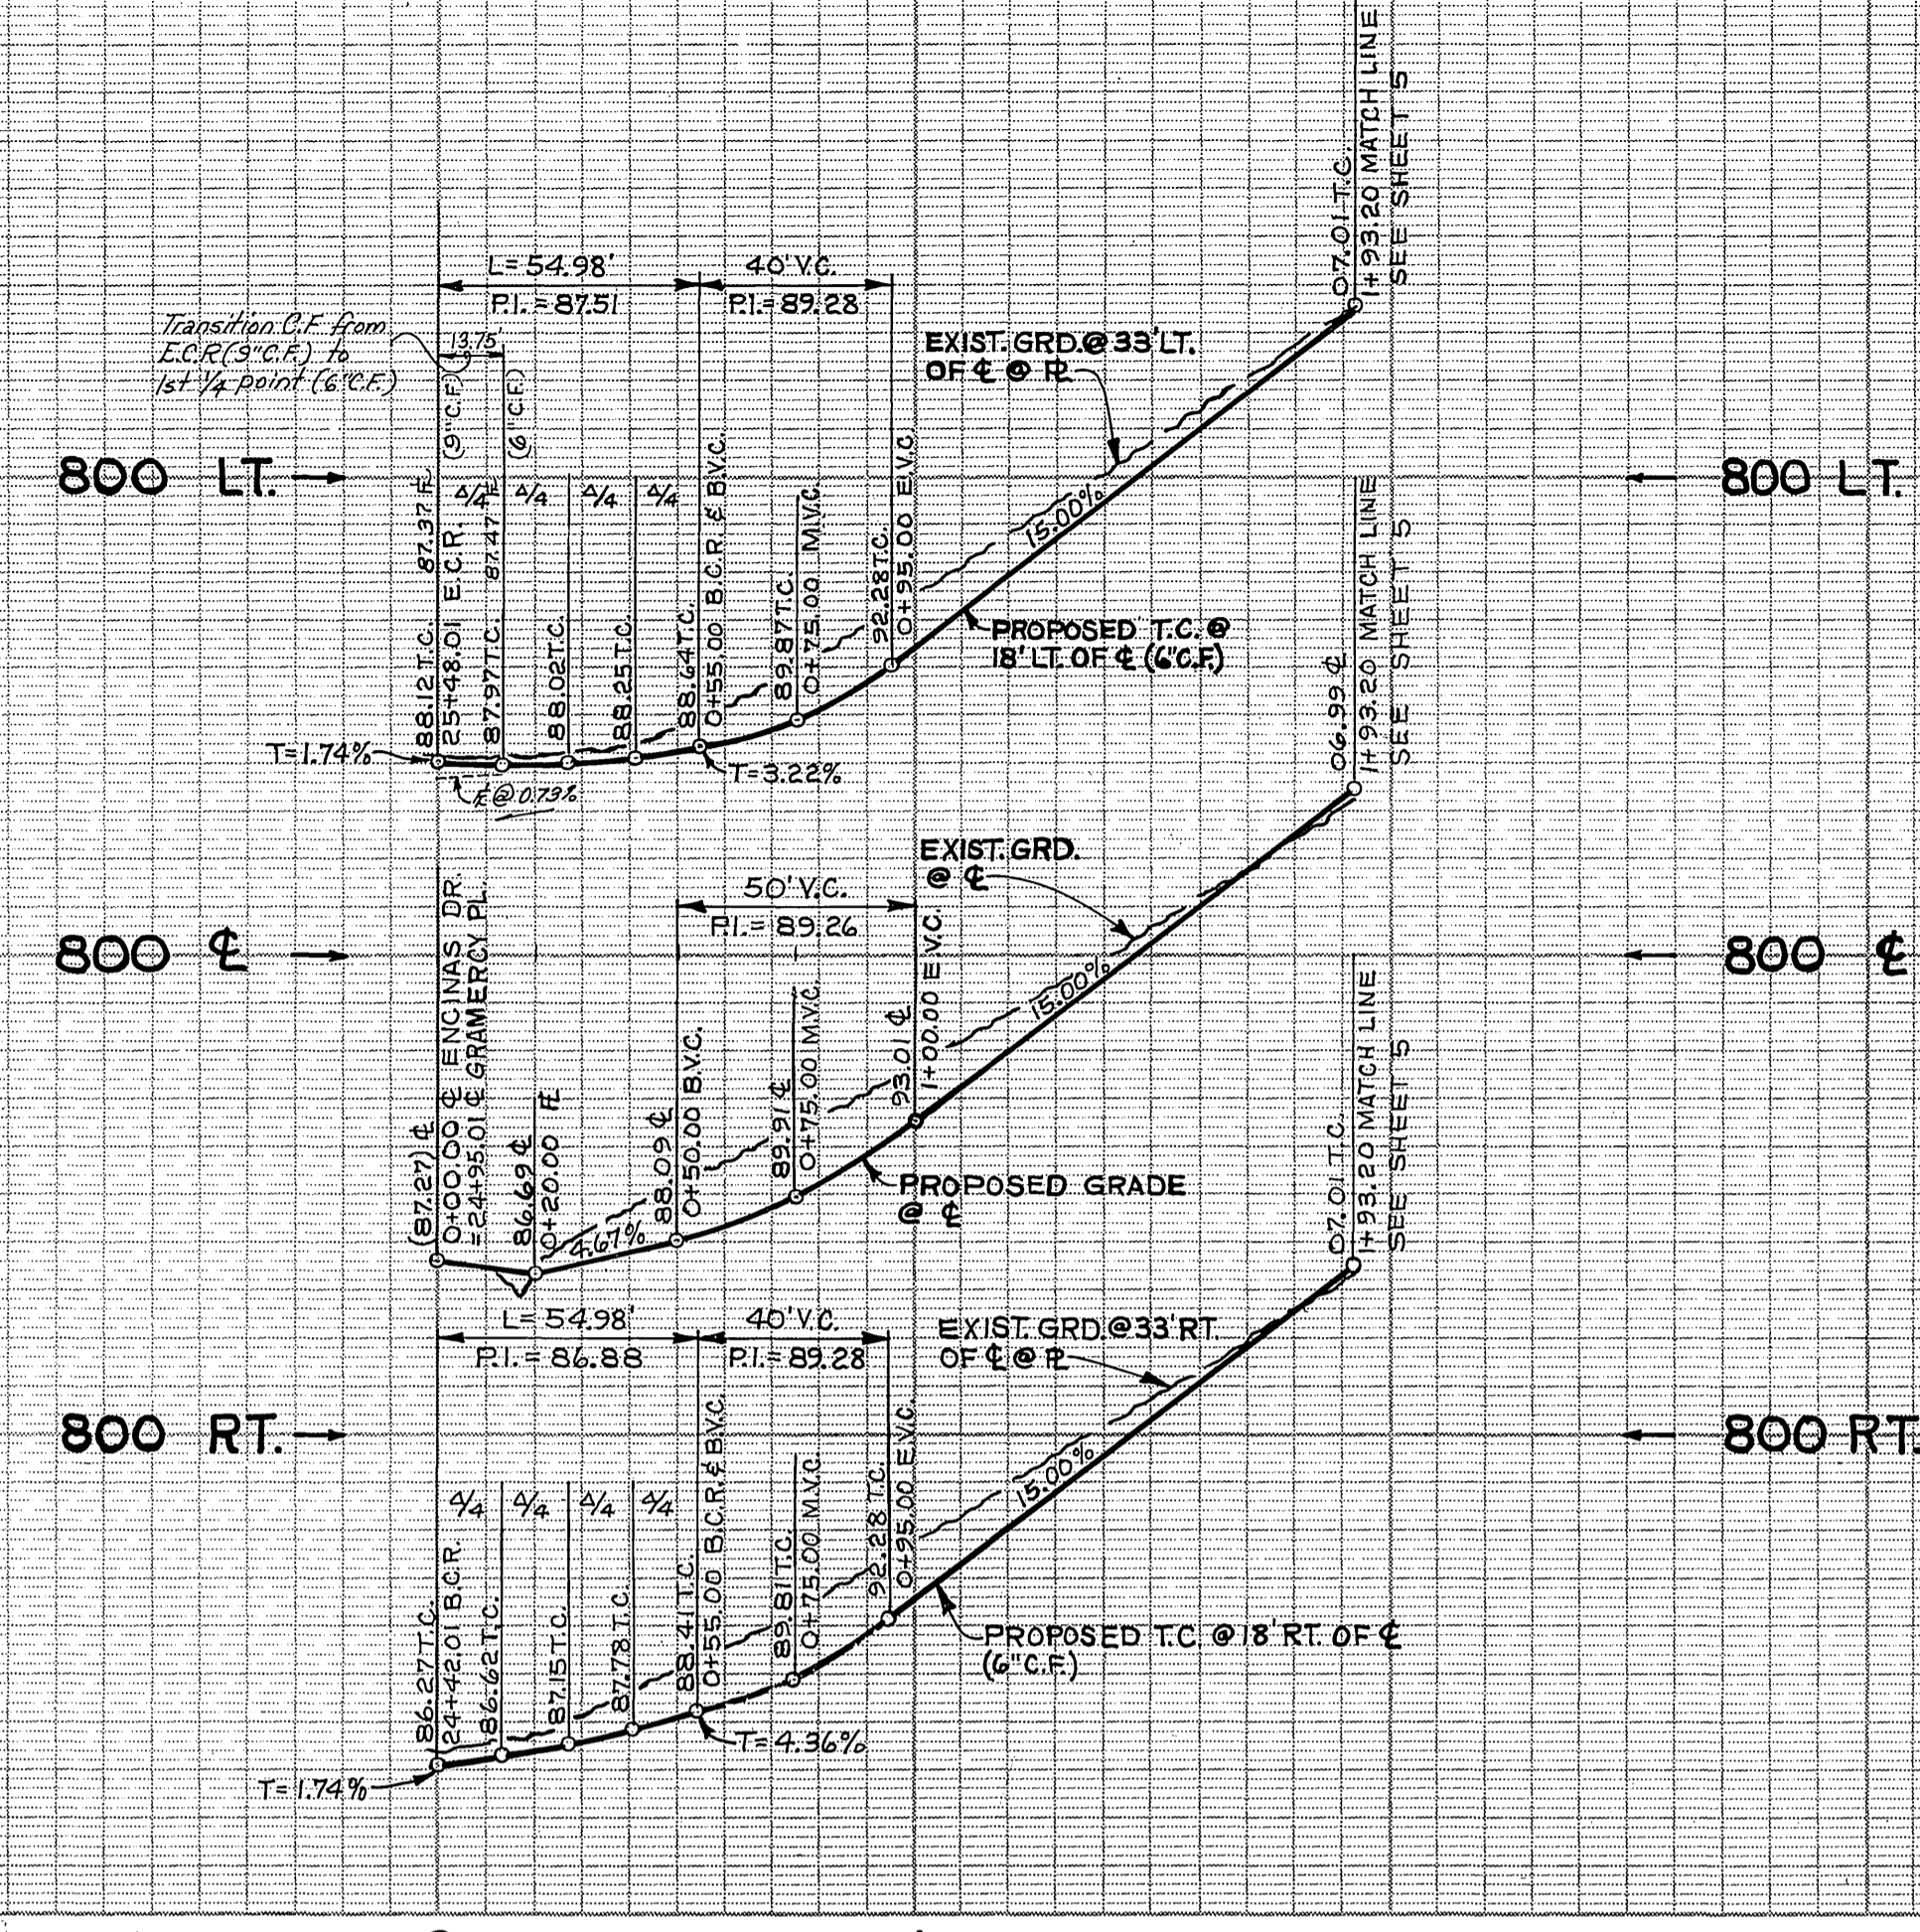 1+93.20 MATCH LINE
SEE SHEET 5
07.01 T.C.
L=54.98'
P.I.=87.51
40' V.C.
P.I.=89.28
Transition C.F. from
E.C.R (9"C.F.) to
1st 1/4 point (6"C.F.)
13.75'
(9"C.F.)
(6"C.F.)
EXIST. GRD. @ 33' LT.
OF ℄ @ ⅊
800 LT.
800 LT.
Δ/4
Δ/4
Δ/4
Δ/4
87.37 FL
88.12 T.C.
25+48.01 E.C.R.
87.47 FL
87.97 T.C.
88.02 T.C.
88.25 T.C.
88.64 T.C.
0+55.00 B.C.R. & B.V.C.
89.87 T.C.
0+75.00 M.V.C.
92.28 T.C.
0+95.00 E.V.C.
15.00%
PROPOSED T.C. @
18' LT. OF ℄ (6"C.F.)
T=1.74%
T=3.22%
FL @ 0.73%
06.99 ℄
1+93.20 MATCH LINE
SEE SHEET 5
EXIST. GRD.
@ ℄
50' V.C.
P.I.=89.26
800 ℄
800 ℄
(87.27) ℄
0+00.00 ℄ ENCINAS DR.
=24+95.01 ℄ GRAMERCY PL.
86.69 ℄
0+20.00 FL
4.67%
88.09 ℄
0+50.00 B.V.C.
89.91 ℄
0+75.00 M.V.C.
93.01 ℄
1+00.00 E.V.C.
15.00%
PROPOSED GRADE
@ ℄
07.01 T.C.
1+93.20 MATCH LINE
SEE SHEET 5
L=54.98'
P.I.=86.88
40' V.C.
P.I.=89.28
EXIST. GRD. @ 33' RT.
OF ℄ @ ⅊
800 RT.
800 RT.
Δ/4
Δ/4
Δ/4
Δ/4
86.27 T.C.
24+42.01 B.C.R.
86.62 T.C.
87.15 T.C.
87.78 T.C.
88.41 T.C.
0+55.00 B.C.R. & B.V.C.
89.81 T.C.
0+75.00 M.V.C.
92.28 T.C.
0+95.00 E.V.C.
15.00%
PROPOSED T.C. @ 18' RT. OF ℄
(6"C.F.)
T=4.36%
T=1.74%